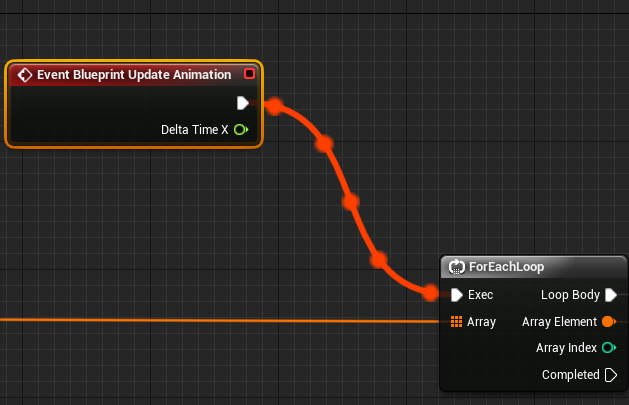 Event Blueprint Update Animation
Delta Time X
ForEachLoop
Exec Loop Body
Array Array Element
Array Index
Completed